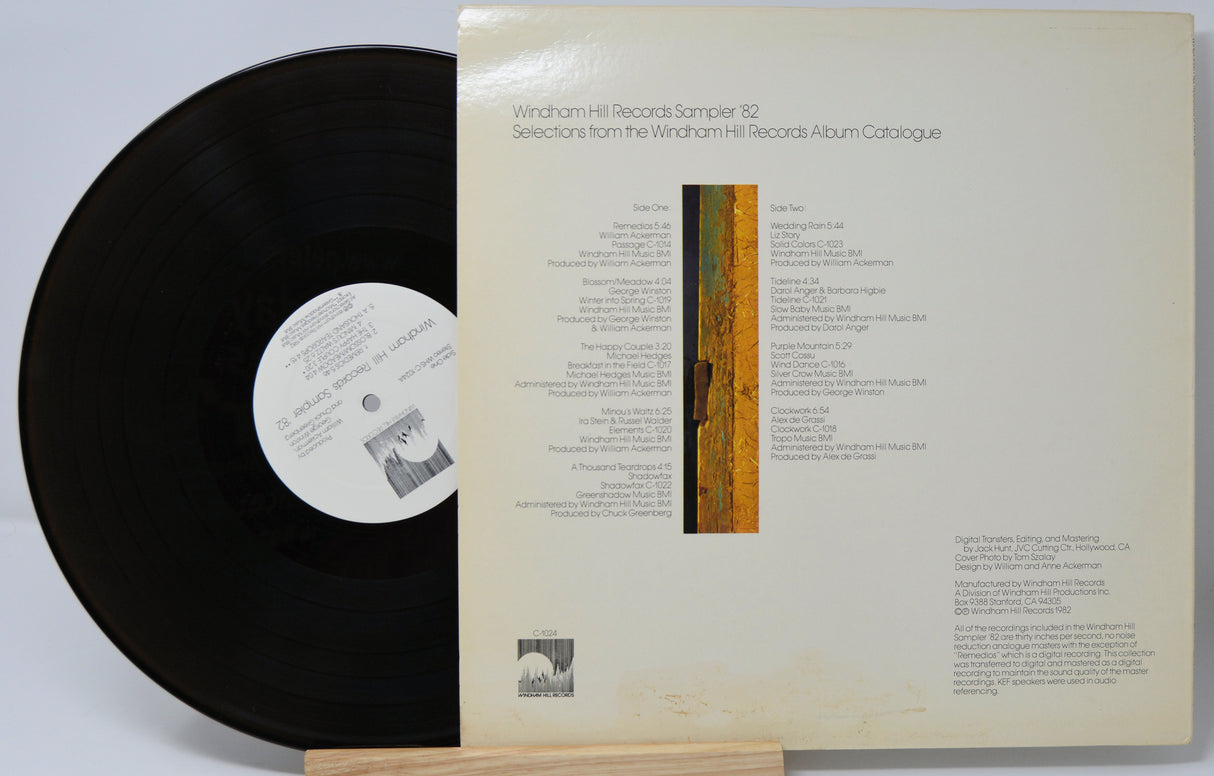 Windham Hill Records Sampler '82
Selections from the Windham Hill Records Album Catalogue
Side One:
Remedios 5:46
William Ackerman
Passage C-1014
Windham Hill Music BMI
Produced by William Ackerman
Blossom/Meadow 4:04
George Winston
Winter into Spring C-1019
Windham Hill Music BMI
Produced by George Winston
& William Ackerman
The Happy Couple 3:20
Michael Hedges
Breakfast in the Field C-1017
Michael Hedges Music BMI
Administered by Windham Hill Music BMI
Produced by William Ackerman
Minou's Waltz 6:25
Ira Stein & Russel Walder
Elements C-1020
Windham Hill Music BMI
Produced by William Ackerman
A Thousand Teardrops 4:15
Shadowfax
Shadowfax C-1022
Greenshadow Music BMI
Administered by Windham Hill Music BMI
Produced by Chuck Greenberg
Side Two:
Wedding Rain 5:44
Liz Story
Solid Colors C-1023
Windham Hill Music BMI
Produced by William Ackerman
Tideline 4:34
Darol Anger & Barbara Higbie
Tideline C-1021
Slow Baby Music BMI
Administered by Windham Hill Music BMI
Produced by Darol Anger
Purple Mountain 5:29
Scott Cossu
Wind Dance C-1016
Silver Crow Music BMI
Administered by Windham Hill Music BMI
Produced by George Winston
Clockwork 6:54
Alex de Grassi
Clockwork C-1018
Tropo Music BMI
Administered by Windham Hill Music BMI
Produced by Alex de Grassi
Digital Transfers, Editing, and Mastering
by Jack Hunt, JVC Cutting Ctr., Hollywood, CA
Cover Photo by Tom Szalay
Design by William and Anne Ackerman
Manufactured by Windham Hill Records
A Division of Windham Hill Productions Inc.
Box 9388 Stanford, CA 94305
©℗ Windham Hill Records 1982
All of the recordings included in the Windham Hill
Sampler '82 are thirty inches per second, no noise
reduction analogue masters with the exception of
"Remedios" which is a digital recording. This collection
was transferred to digital and mastered as a digital
recording to maintain the sound quality of the master
recordings. KEF speakers were used in audio
referencing.
C-1024
WINDHAM HILL RECORDS
Windham Hill Records Sampler '82
Side One
Produced by
William Ackerman
George Winston
and Chuck Greenberg